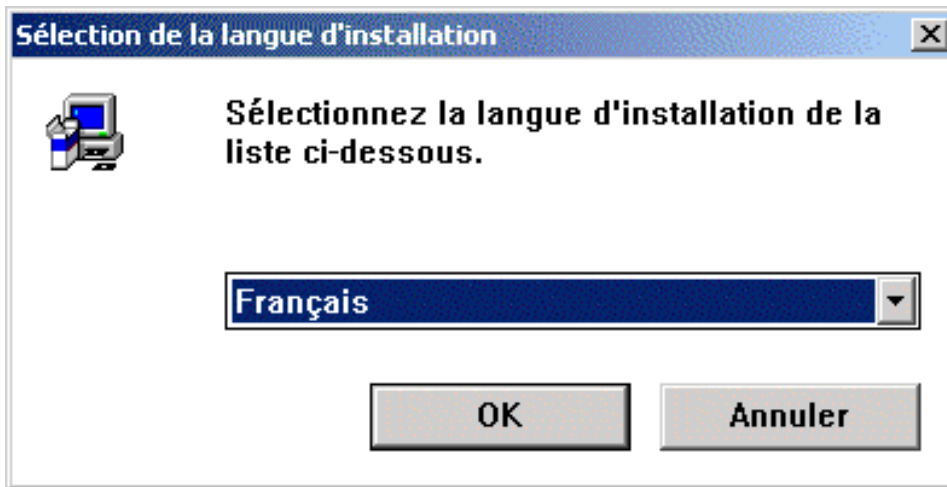 Sélection de la langue d'installation
Sélectionnez la langue d'installation de la
liste ci-dessous.
Français
OK
Annuler